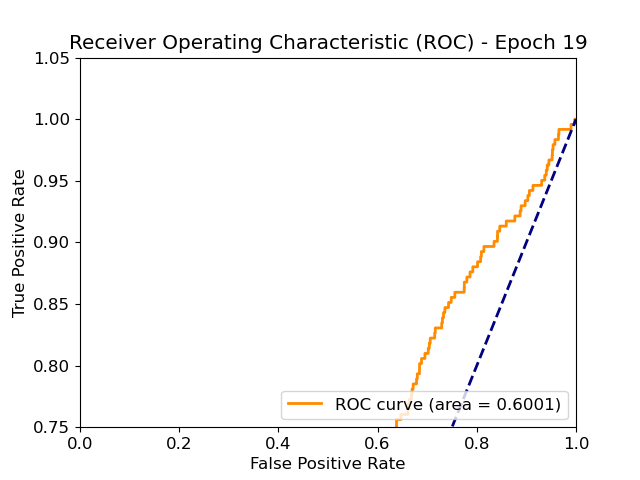 Receiver Operating Characteristic (ROC) - Epoch 19
1.05
1.00
0.95
0.90
0.85
0.80
0.75
True Positive Rate
ROC curve (area = 0.6001)
0.0 0.2 0.4 0.6 0.8 1.0
False Positive Rate